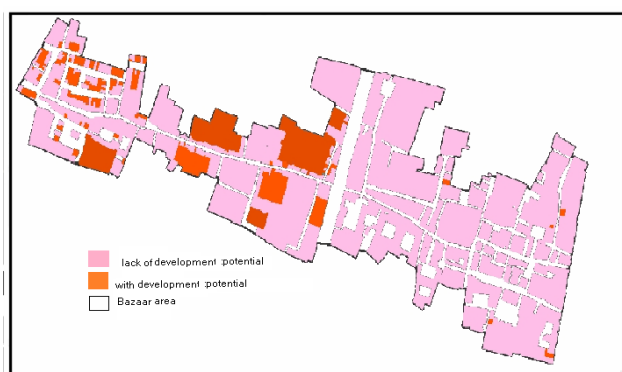 lack of development :potential
with development :potential
Bazaar area